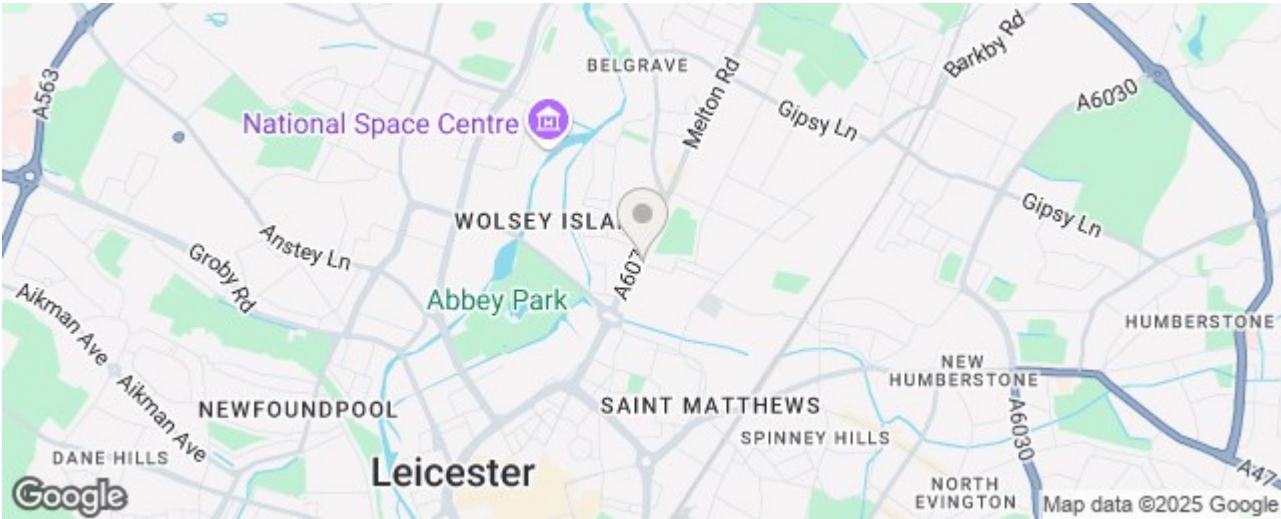 BELGRAVE
Barkby Rd
A563
Melton Rd
A6030
National Space Centre
Gipsy Ln
WOLSEY ISLA
Gipsy Ln
Anstey Ln
Groby Rd
A607
Abbey Park
Aikman Ave
HUMBERSTONE
NEW
HUMBERSTONE
Aikman Ave
NEWFOUNDPOOL
SAINT MATTHEWS
A6030
SPINNEY HILLS
DANE HILLS
Leicester
A47
NORTH
EVINGTON
Google
Map data ©2025 Google